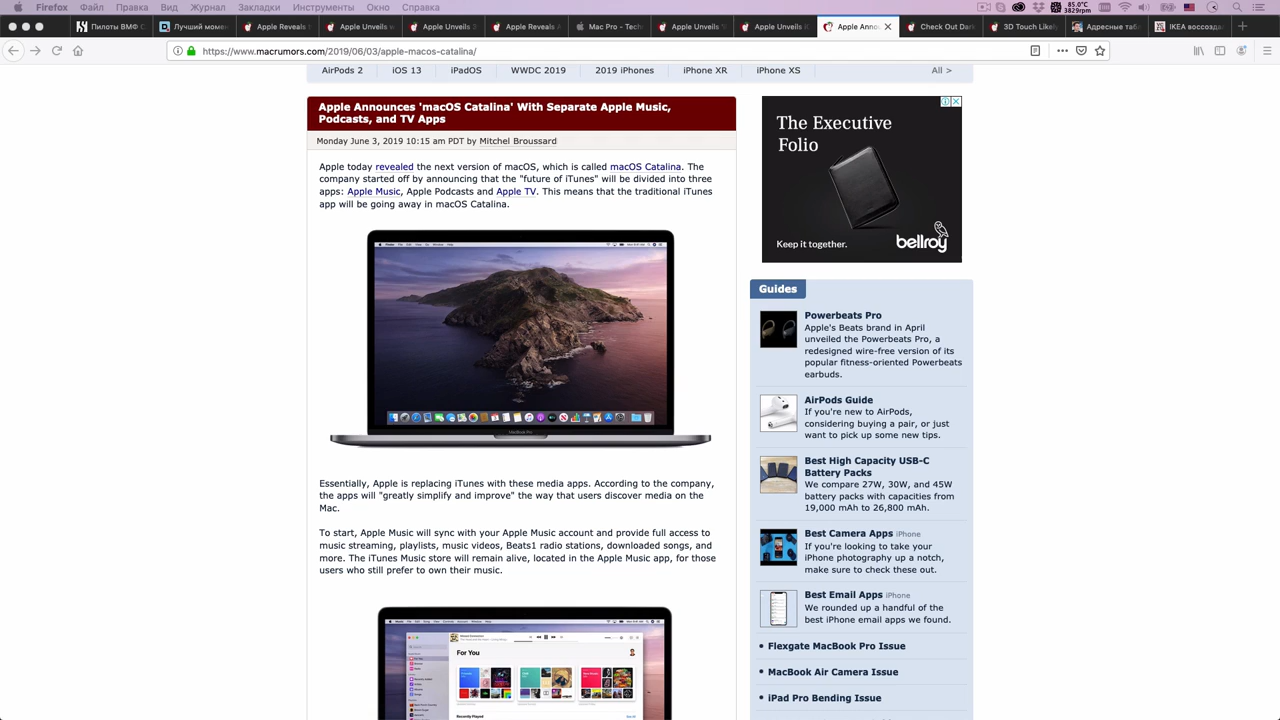 Firefox Файл Правка Вид Журнал Закладки Инструменты Окно Справка
85.0°C
3829rpm
Пилоты ВМФ С
Лучший момен
Apple Reveals
Apple Unveils
Apple Unveils
Apple Reveals A
Mac Pro - Tech
Apple Unveils
Apple Unveils
Apple Anno
Check Out Dark
3D Touch Likely
Адресные таб
IKEA воссозда
https://www.macrumors.com/2019/06/03/apple-macos-catalina/
AirPods 2 iOS 13 iPadOS WWDC 2019 2019 iPhones iPhone XR iPhone XS All >
Apple Announces 'macOS Catalina' With Separate Apple Music,
Podcasts, and TV Apps
Monday June 3, 2019 10:15 am PDT by Mitchel Broussard
Apple today revealed the next version of macOS, which is called macOS Catalina. The
company started off by announcing that the "future of iTunes" will be divided into three
apps: Apple Music, Apple Podcasts and Apple TV. This means that the traditional iTunes
app will be going away in macOS Catalina.
MacBook Pro
Essentially, Apple is replacing iTunes with these media apps. According to the company,
the apps will "greatly simplify and improve" the way that users discover media on the
Mac.
To start, Apple Music will sync with your Apple Music account and provide full access to
music streaming, playlists, music videos, Beats1 radio stations, downloaded songs, and
more. The iTunes Music store will remain alive, located in the Apple Music app, for those
users who still prefer to own their music.
For You
Recently Played
The Executive
Folio
Keep it together.
bellroy
Guides
Powerbeats Pro
Apple's Beats brand in April
unveiled the Powerbeats Pro, a
redesigned wire-free version of its
popular fitness-oriented Powerbeats
earbuds.
AirPods Guide
If you're new to AirPods,
considering buying a pair, or just
want to pick up some new tips.
Best High Capacity USB-C
Battery Packs
We compare 27W, 30W, and 45W
battery packs with capacities from
19,000 mAh to 26,800 mAh.
Best Camera Apps iPhone
If you're looking to take your
iPhone photography up a notch,
make sure to check these out.
Best Email Apps iPhone
We rounded up a handful of the
best iPhone email apps we found.
Flexgate MacBook Pro Issue
MacBook Air Camera Issue
iPad Pro Bending Issue